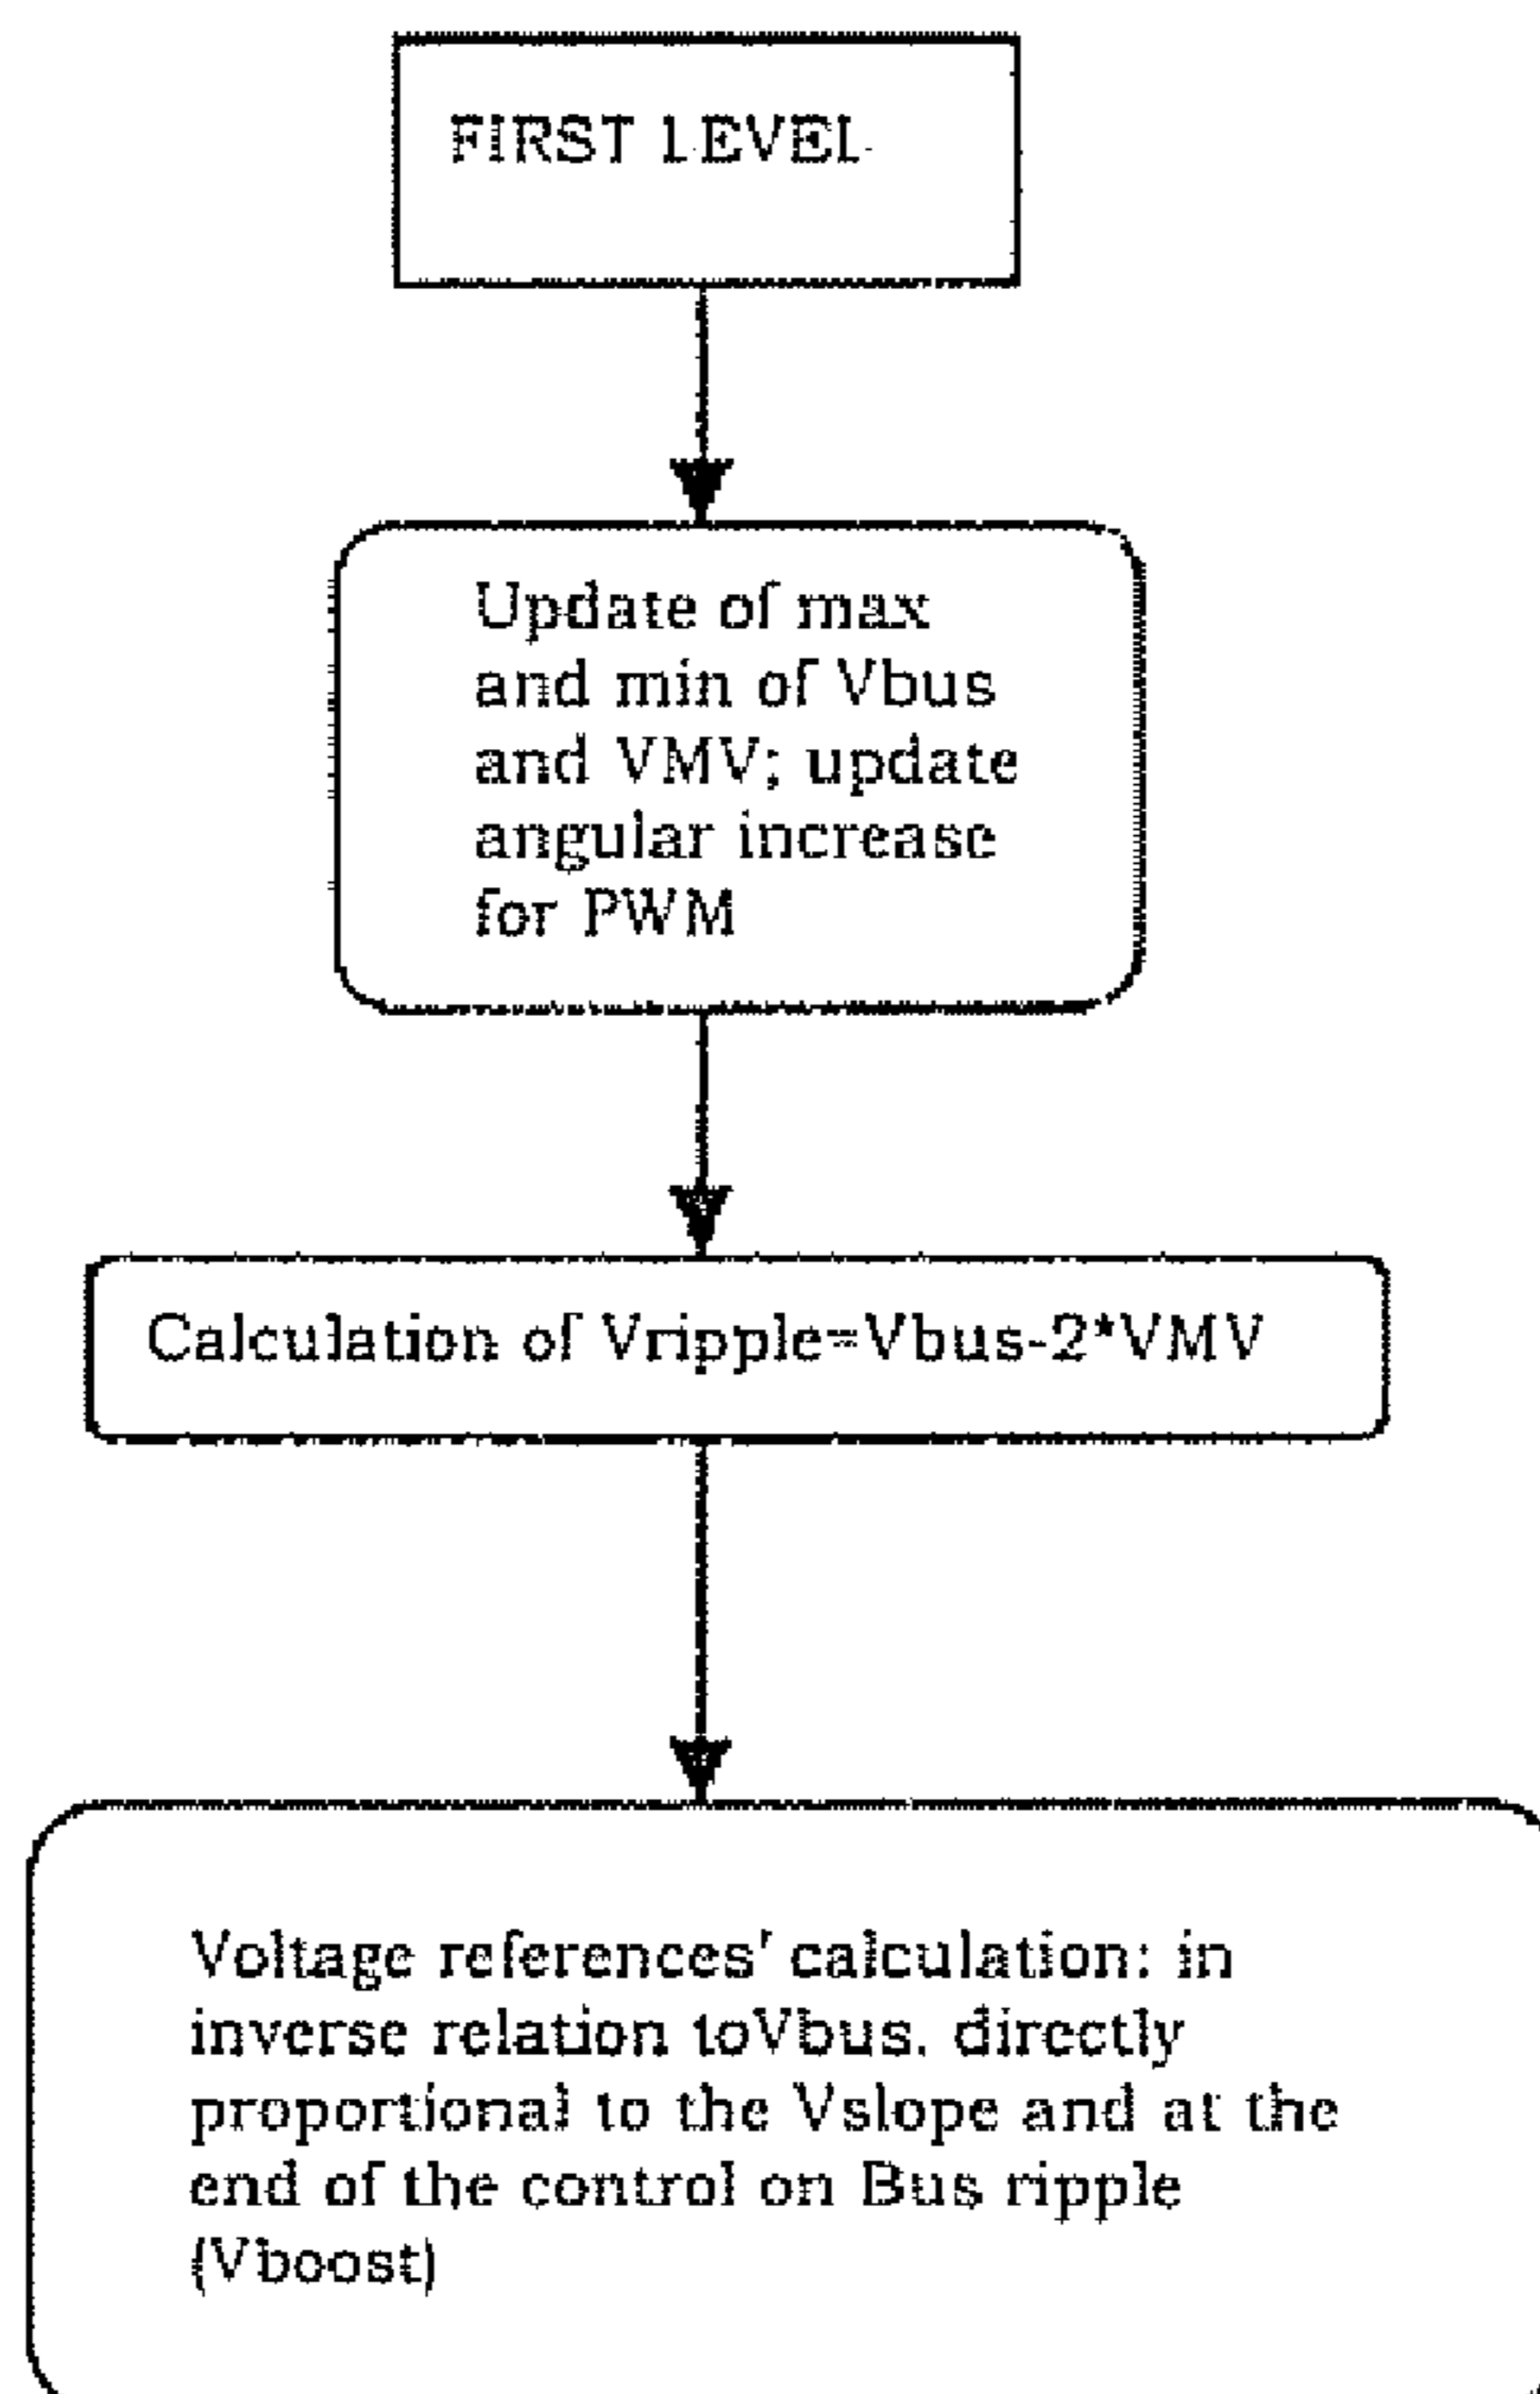 FIRST LEVEL
Update of max
and min of Vbus
and VMV; update
angular increase
for PWM
Calculation of Vripple=Vbus-2*VMV
Voltage references' calculation: in
inverse relation toVbus, directly
proportional to the Vslope and at the
end of the control on Bus ripple
(Vboost)